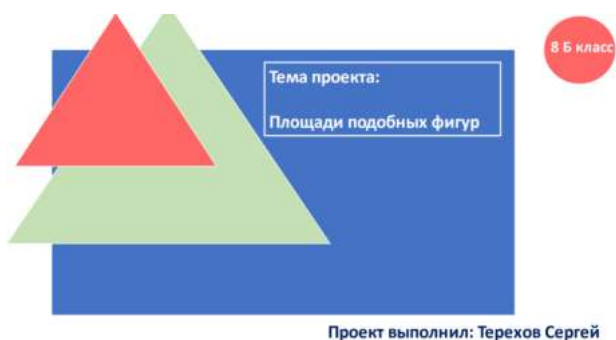 8 Б класс
Тема проекта:
Площади подобных фигур
Проект выполнил: Терехов Сергей